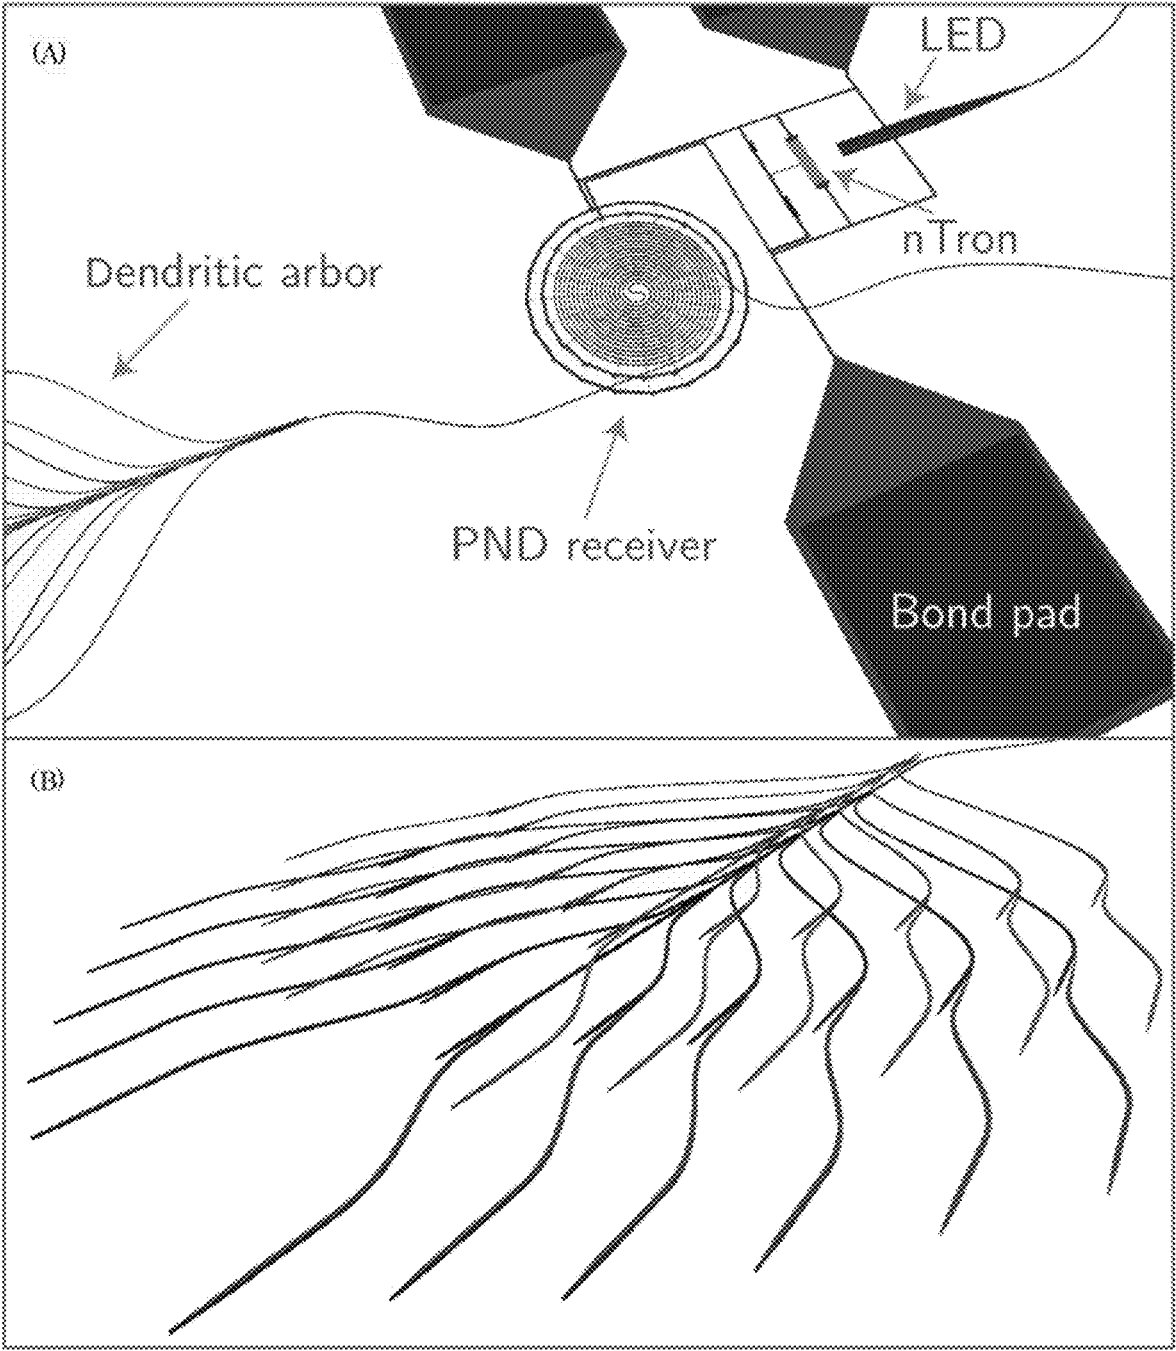 (A)
LED
nTron
Dendritic arbor
PND receiver
Bond pad
(B)